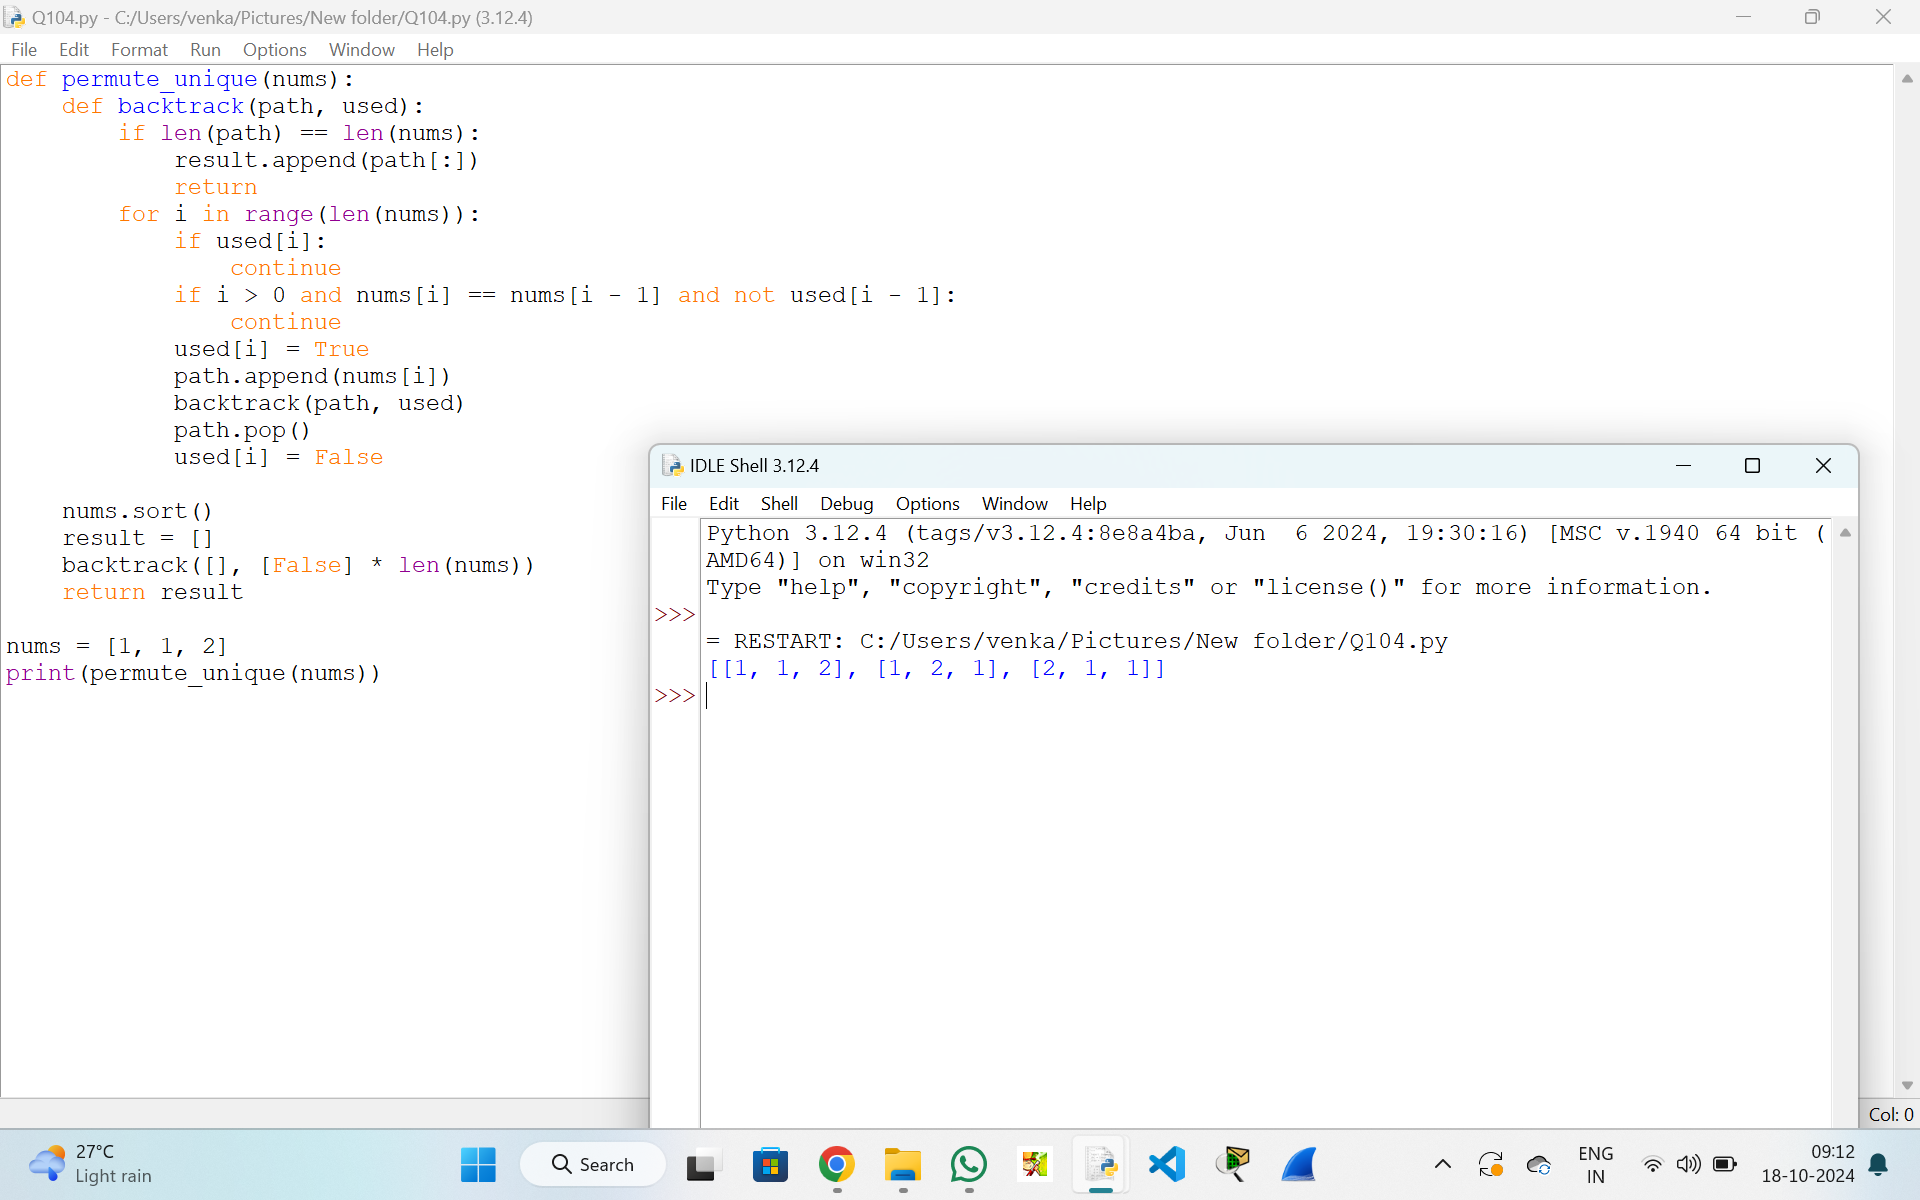 Q104.py - C:/Users/venka/Pictures/New folder/Q104.py (3.12.4)
File Edit Format Run Options Window Help
def permute_unique(nums):
    def backtrack(path, used):
        if len(path) == len(nums):
            result.append(path[:])
            return
        for i in range(len(nums)):
            if used[i]:
                continue
            if i > 0 and nums[i] == nums[i - 1] and not used[i - 1]:
                continue
            used[i] = True
            path.append(nums[i])
            backtrack(path, used)
            path.pop()
            used[i] = False
    nums.sort()
    result = []
    backtrack([], [False] * len(nums))
    return result
nums = [1, 1, 2]
print(permute_unique(nums))
IDLE Shell 3.12.4
File Edit Shell Debug Options Window Help
Python 3.12.4 (tags/v3.12.4:8e8a4ba, Jun  6 2024, 19:30:16) [MSC v.1940 64 bit (
AMD64)] on win32
Type "help", "copyright", "credits" or "license()" for more information.
>>>
= RESTART: C:/Users/venka/Pictures/New folder/Q104.py
[[1, 1, 2], [1, 2, 1], [2, 1, 1]]
>>>
Col: 0
27°C
Light rain
Search
ENG
IN
09:12
18-10-2024